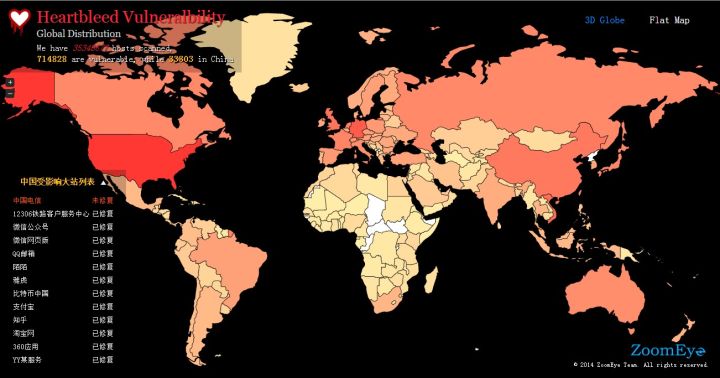 Heartbleed Vulneralbility
Global Distribution
We have hosts scanned,
714828 are vulnerable, while 33603 in China
3D Globe
Flat Map
+
−
中国受影响大站列表 ▲
中国电信 未修复
12306铁路客户服务中心 已修复
微信公众号 已修复
微信网页版 已修复
QQ邮箱 已修复
陌陌 已修复
雅虎 已修复
比特币中国 已修复
支付宝 已修复
知乎 已修复
淘宝网 已修复
360应用 已修复
YY某服务 已修复
ZoomEye
© 2014 ZoomEye Team. All rights reserved.